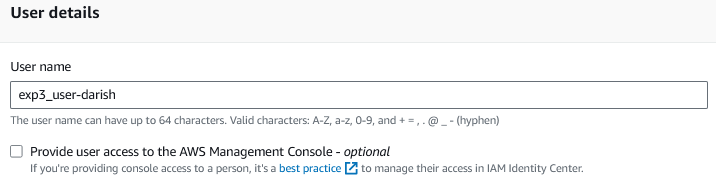 User details
User name
exp3_user-darish
The user name can have up to 64 characters. Valid characters: A-Z, a-z, 0-9, and + = , . @ _ - (hyphen)
Provide user access to the AWS Management Console - optional
If you're providing console access to a person, it's a best practice to manage their access in IAM Identity Center.